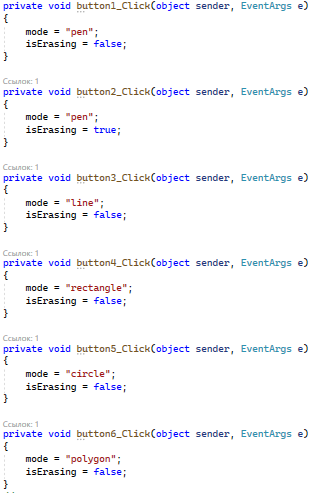 private void button1_Click(object sender, EventArgs e)
{
mode = "pen";
isErasing = false;
}
Ссылок: 1
private void button2_Click(object sender, EventArgs e)
{
mode = "pen";
isErasing = true;
}
Ссылок: 1
private void button3_Click(object sender, EventArgs e)
{
mode = "line";
isErasing = false;
}
Ссылок: 1
private void button4_Click(object sender, EventArgs e)
{
mode = "rectangle";
isErasing = false;
}
Ссылок: 1
private void button5_Click(object sender, EventArgs e)
{
mode = "circle";
isErasing = false;
}
Ссылок: 1
private void button6_Click(object sender, EventArgs e)
{
mode = "polygon";
isErasing = false;
}